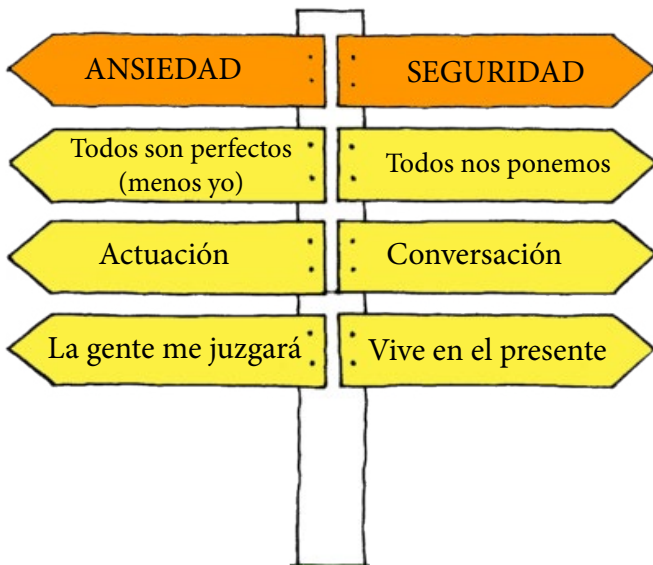 ANSIEDAD
SEGURIDAD
Todos son perfectos
(menos yo)
Todos nos ponemos
Actuación
Conversación
La gente me juzgará
Vive en el presente